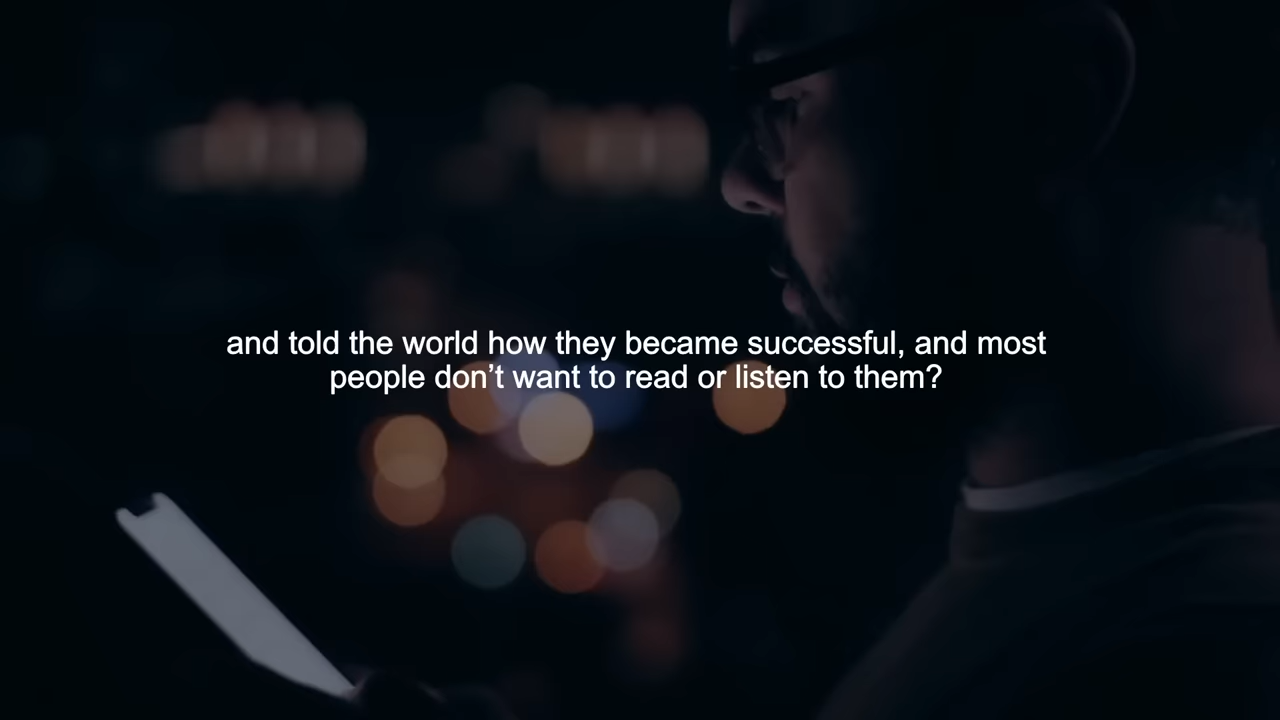 and told the world how they became successful, and most
people don’t want to read or listen to them?